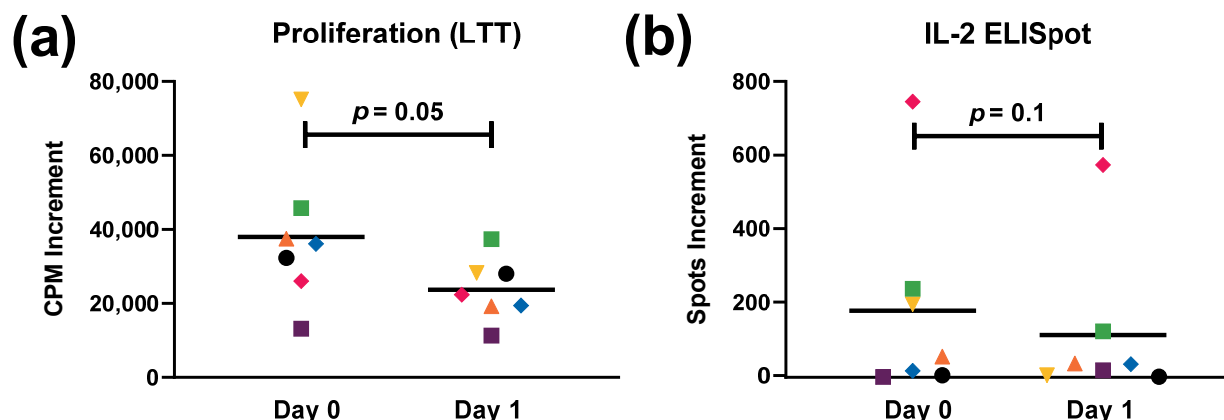 (a)
Proliferation (LTT)
80,000
60,000
40,000
20,000
0
CPM Increment
p = 0.05
Day 0
Day 1
(b)
IL-2 ELISpot
800
600
400
200
0
Spots Increment
p = 0.1
Day 0
Day 1